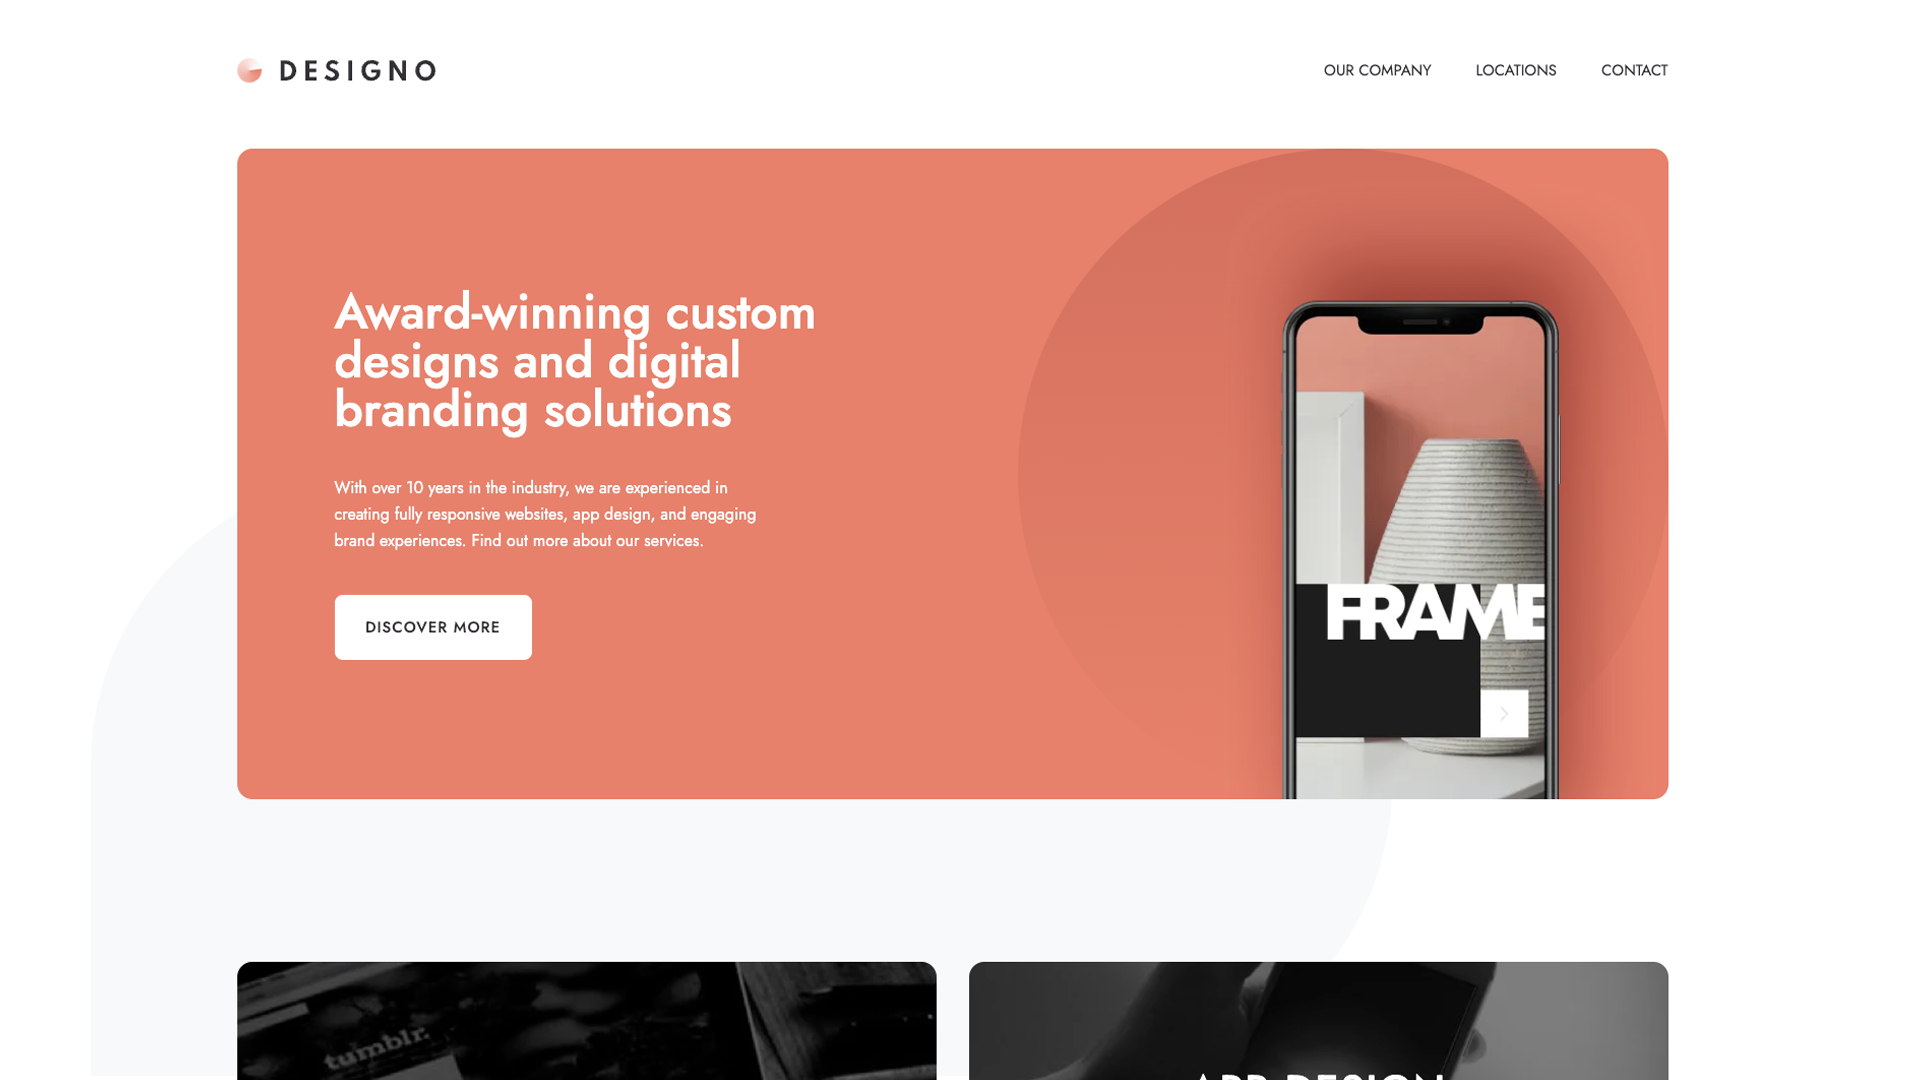 DESIGNO
OUR COMPANY LOCATIONS CONTACT
Award-winning custom
designs and digital
branding solutions
With over 10 years in the industry, we are experienced in
creating fully responsive websites, app design, and engaging
brand experiences. Find out more about our services.
DISCOVER MORE
FRAME
tumblr.
APP DESIGN